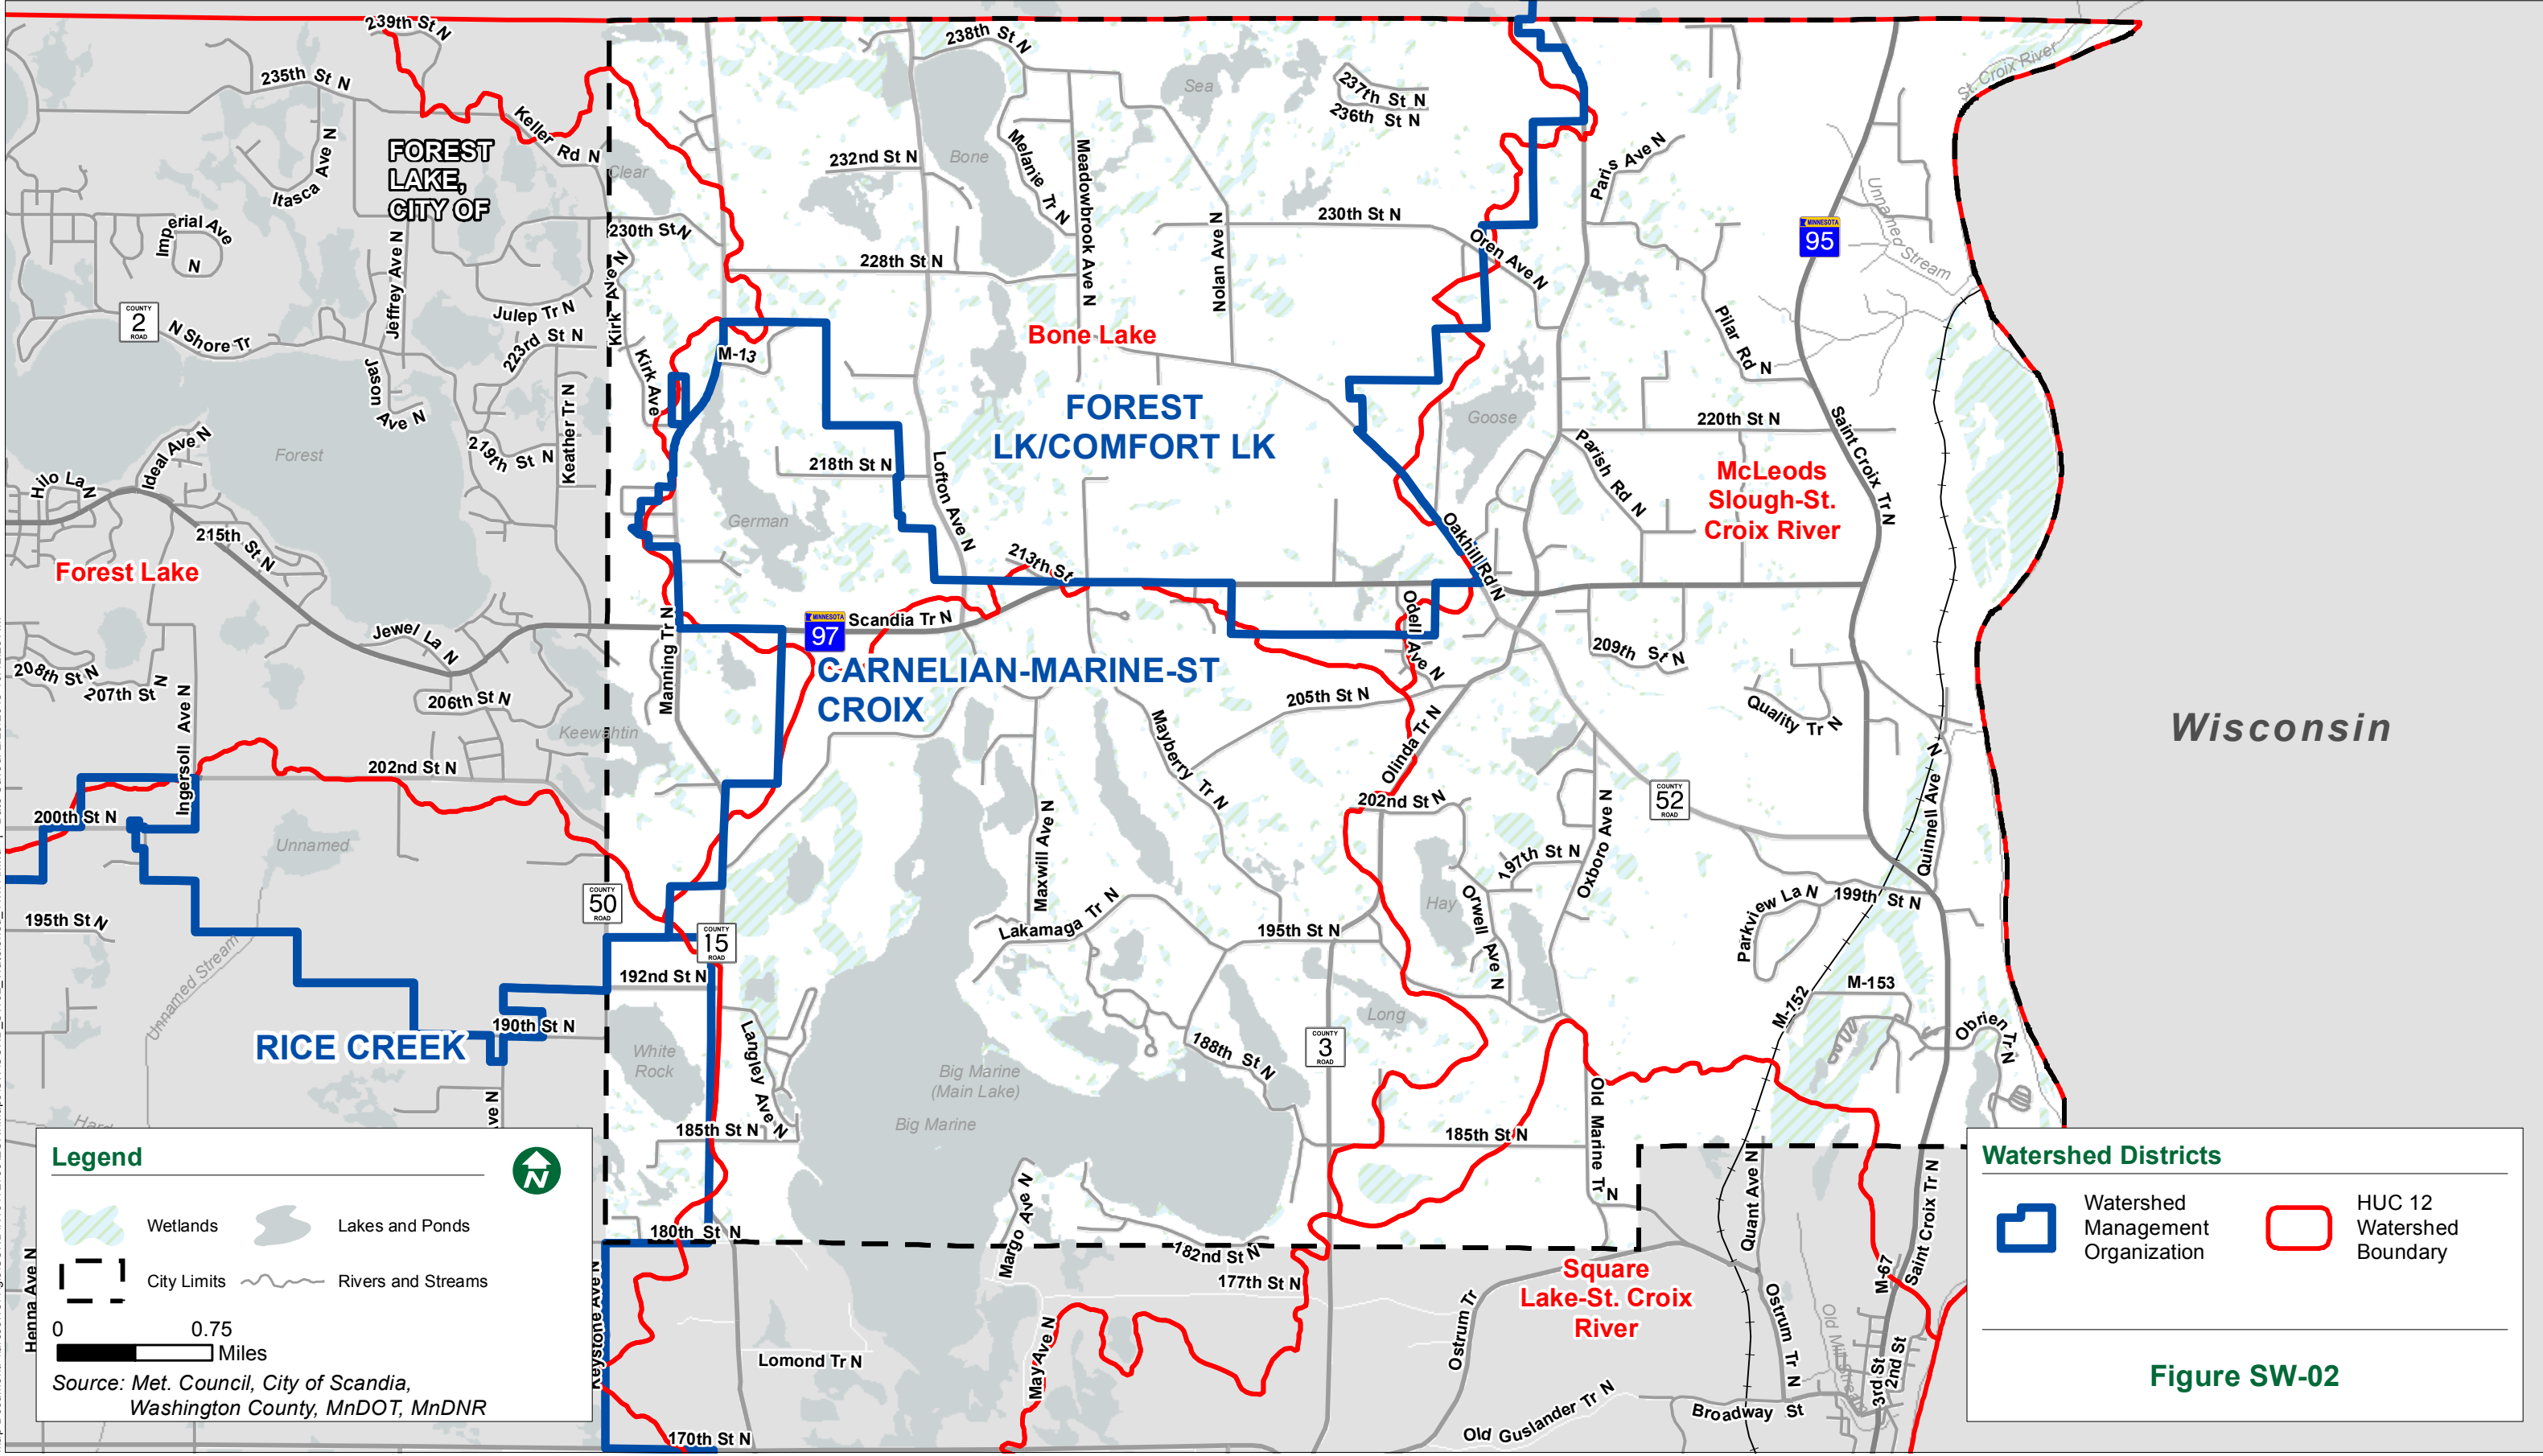 239th St N
235th St N
Keller Rd N
FOREST
LAKE,
CITY OF
Itasca Ave N
Imperial Ave
N
Jeffrey Ave N
COUNTY
2
ROAD
N Shore Tr
Julep Tr N
223rd St N
Jason
Ave N
219th St N
Keather Tr N
Ideal Ave N
Hilo La N
Forest
215th St N
Forest Lake
Jewel La N
208th St N
207th St N
206th St N
Ingersoll Ave N
Keewahtin
202nd St N
200th St N
Unnamed
195th St N
Unnamed Stream
COUNTY
50
ROAD
190th St N
RICE CREEK
Ave N
Henna Ave N
Keystone Ave N
238th St N
Sea
237th St N
236th St N
Clear
232nd St N
Bone
Melanie Tr N
Meadowbrook Ave N
230th St N
Kirk Ave N
228th St N
Nolan Ave N
230th St N
Oren Ave N
Paris Ave N
MINNESOTA
95
Unnamed Stream
St. Croix River
M-13
Kirk Ave
Bone Lake
FOREST
LK/COMFORT LK
Goose
220th St N
Pilar Rd N
Saint Croix Tr N
218th St N
Lofton Ave N
German
Parish Rd N
McLeods
Slough-St.
Croix River
Oakhill Rd N
213th St
Manning Tr N
MINNESOTA
97
Scandia Tr N
Odell Ave N
209th St N
CARNELIAN-MARINE-ST
CROIX
205th St N
Quality Tr N
Wisconsin
Mayberry Tr N
Olinda Tr N
202nd St N
COUNTY
52
ROAD
Quinnell Ave N
Maxwill Ave N
Hay
197th St N
Oxboro Ave N
Orwell Ave N
Parkview La N
199th St N
Lakamaga Tr N
195th St N
COUNTY
15
ROAD
192nd St N
M-153
M-152
Obrien Tr N
White
Rock
Langley Ave N
Big Marine
(Main Lake)
Big Marine
188th St N
COUNTY
3
ROAD
Long
Old Marine Tr N
185th St N
185th St N
180th St N
Margo Ave N
182nd St N
177th St N
Square
Lake-St. Croix
River
Quant Ave N
Saint Croix Tr N
M-67
Ostrum Tr
Ostrum Tr N
3rd St
2nd St
Lomond Tr N
May Ave N
Old Guslander Tr N
Broadway St
170th St N
Legend
N
Wetlands
Lakes and Ponds
City Limits
Rivers and Streams
0 0.75
Miles
Source: Met. Council, City of Scandia,
Washington County, MnDOT, MnDNR
Watershed Districts
Watershed
Management
Organization
HUC 12
Watershed
Boundary
Figure SW-02